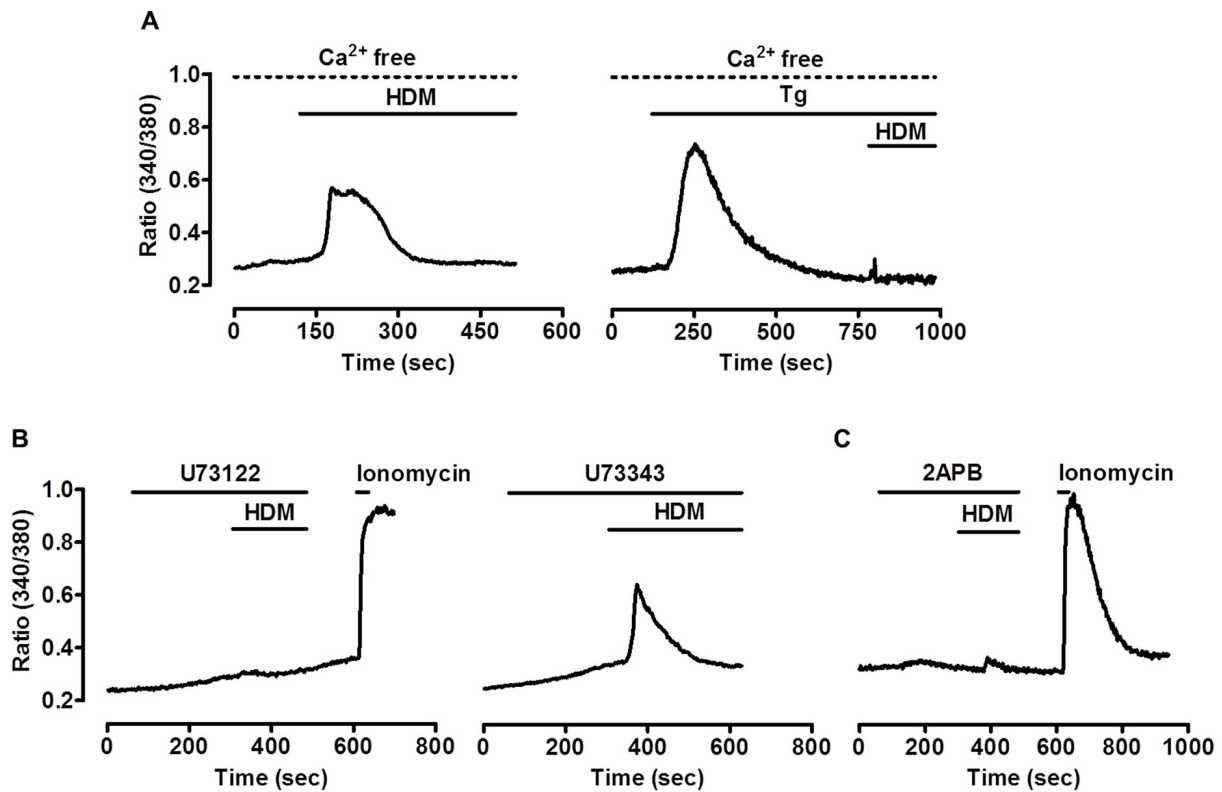 A
Ca2+ free
HDM
Ratio (340/380)
1.0
0.8
0.6
0.4
0.2
0 150 300 450 600
Time (sec)
Ca2+ free
Tg
HDM
0 250 500 750 1000
Time (sec)
B
U73122
Ionomycin
HDM
Ratio (340/380)
1.0
0.8
0.6
0.4
0.2
0 200 400 600 800
Time (sec)
U73343
HDM
0 200 400 600 800
Time (sec)
C
2APB
Ionomycin
HDM
0 200 400 600 800 1000
Time (sec)